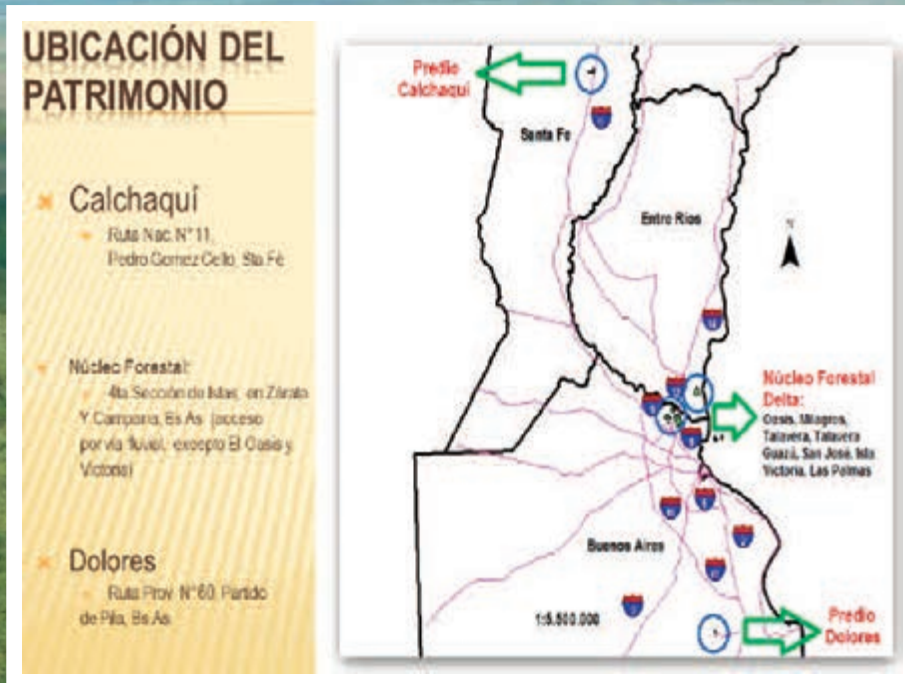 UBICACIÓN DEL
PATRIMONIO
Calchaquí
Ruta Nac. N° 11,
Pedro Gomez Cello, Sta Fé
Núcleo Forestal:
4ta Sección de Islas, en Zárate
Y Campana, Bs As (acceso
por vía fluvial, excepto El Oasis y
Victoria)
Dolores
Ruta Prov. N° 60. Partido
de Pila, Bs As.
Predio
Calchaquí
Santa Fe
Entre Ríos
N
Núcleo Forestal
Delta:
Oasis, Milagros,
Talavera, Talavera
Guazú, San José, Isla
Victoria, Las Palmas
Buenos Aires
1:5.500.000
Predio
Dolores